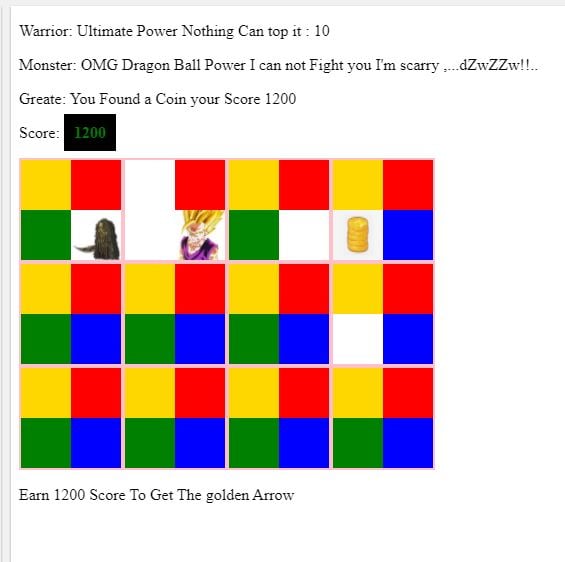 Warrior: Ultimate Power Nothing Can top it : 10
Monster: OMG Dragon Ball Power I can not Fight you I'm scarry ,...dZwZZw!!..
Greate: You Found a Coin your Score 1200
Score: 1200
Earn 1200 Score To Get The golden Arrow